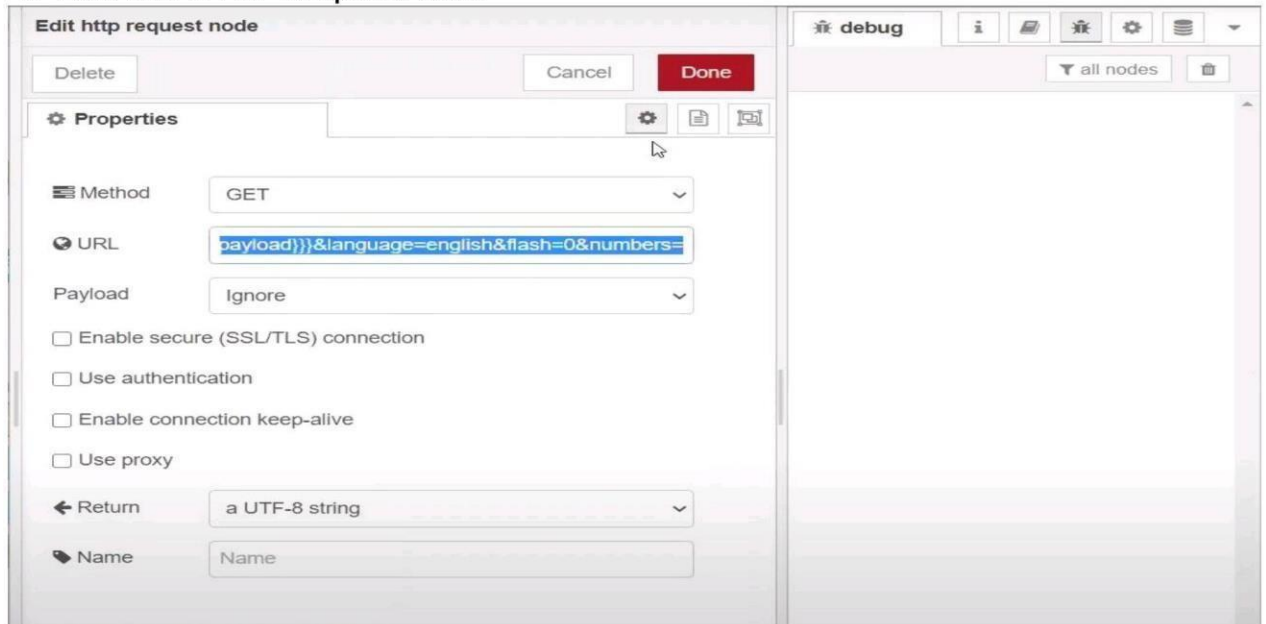 Edit http request node
debug
i
all nodes
Delete
Cancel
Done
Properties
Method
GET
URL
payload}}}&language=english&flash=0&numbers=
Payload
Ignore
Enable secure (SSL/TLS) connection
Use authentication
Enable connection keep-alive
Use proxy
Return
a UTF-8 string
Name
Name